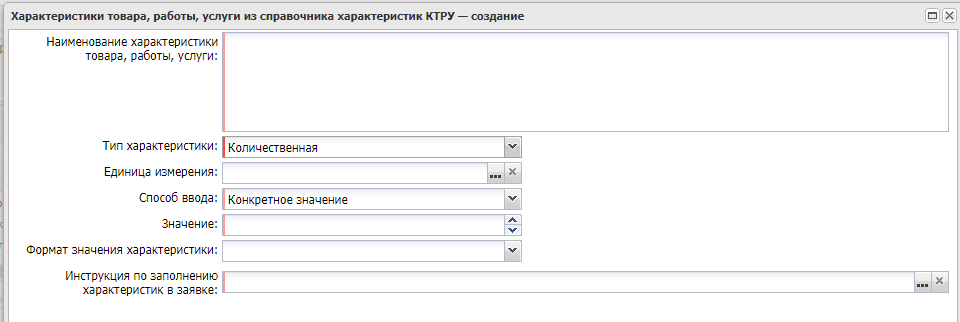 Характеристики товара, работы, услуги из справочника характеристик КТРУ — создание
Наименование характеристики
товара, работы, услуги:
Тип характеристики: Количественная
Единица измерения:
Способ ввода: Конкретное значение
Значение:
Формат значения характеристики:
Инструкция по заполнению
характеристик в заявке: